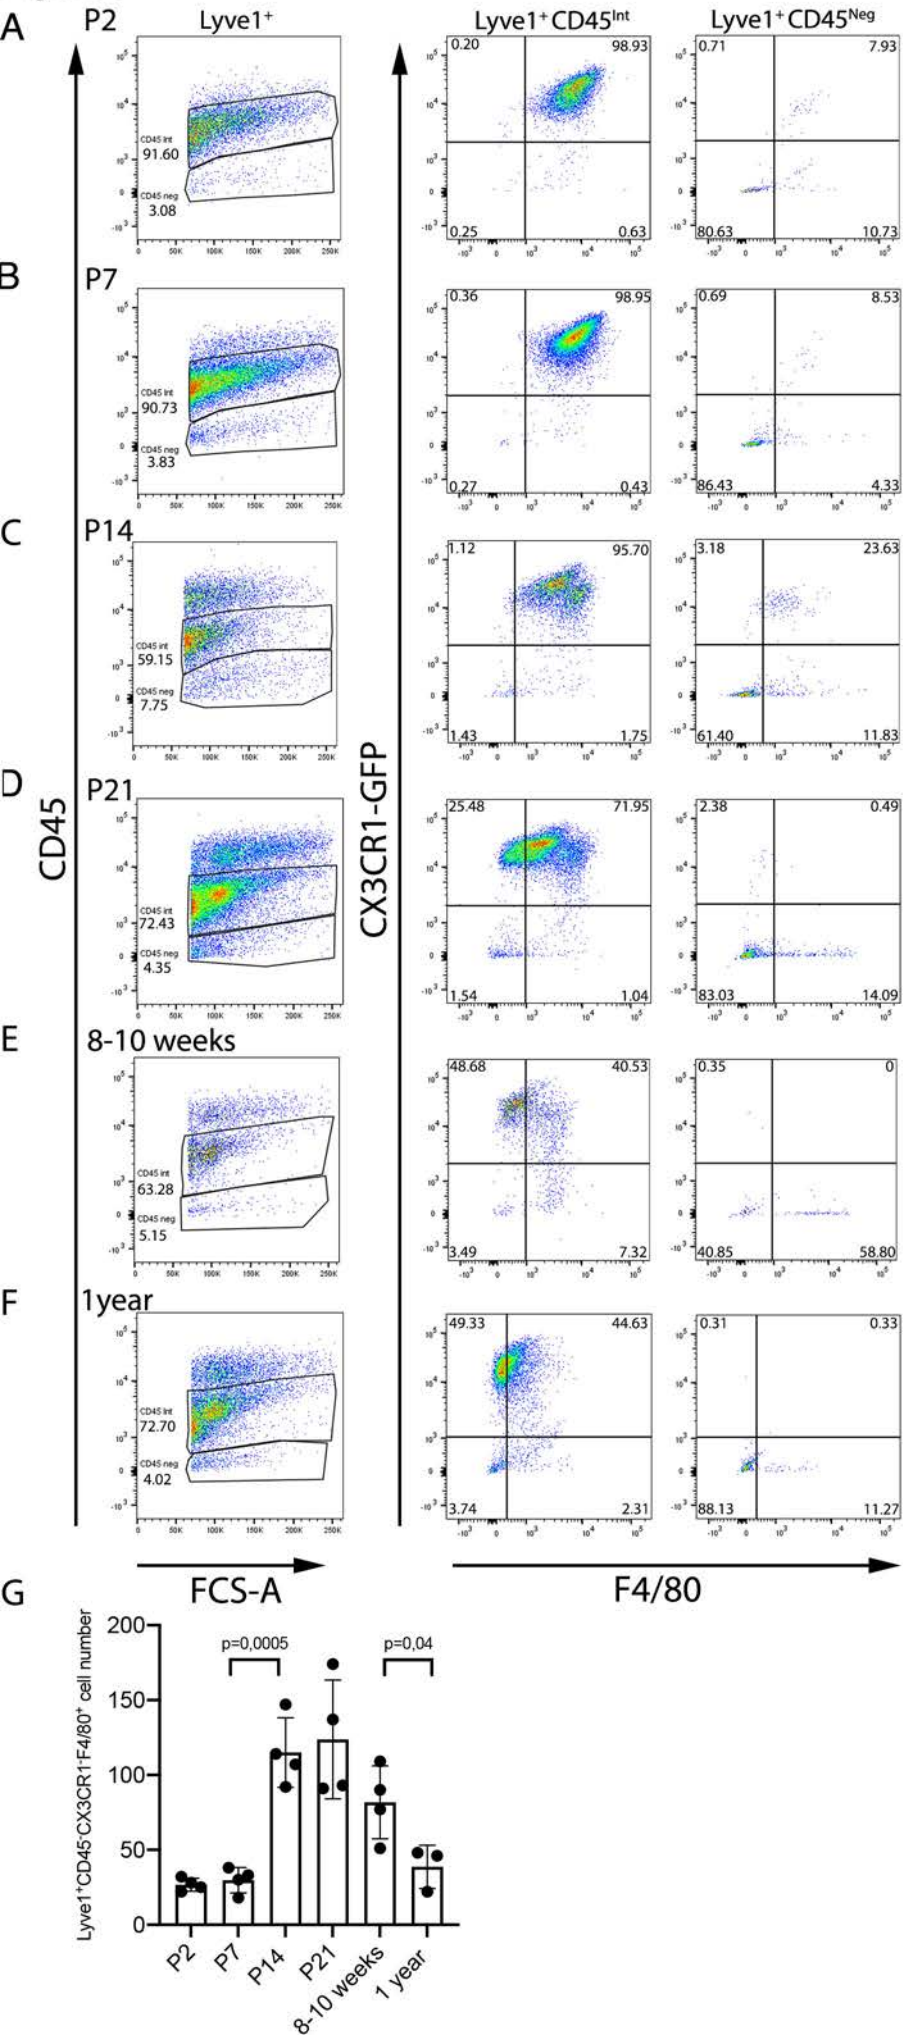 A
P2
Lyve1⁺
Lyve1⁺CD45ᴵⁿᵗ
Lyve1⁺CD45ᴺᵉᵍ
CD45 int
91.60
CD45 neg
3.08
0.20
98.93
0.25
0.63
0.71
7.93
80.63
10.73
B
P7
CD45 int
90.73
CD45 neg
3.83
0.36
98.95
0.27
0.43
0.69
8.53
86.43
4.33
C
P14
CD45 int
59.15
CD45 neg
7.75
1.12
95.70
1.43
1.75
3.18
23.63
61.40
11.83
D
P21
CD45 int
72.43
CD45 neg
4.35
25.48
71.95
1.54
1.04
2.38
0.49
83.03
14.09
E
8-10 weeks
CD45 int
63.28
CD45 neg
5.15
48.68
40.53
3.49
7.32
0.35
0
40.85
58.80
F
1year
CD45 int
72.70
CD45 neg
4.02
49.33
44.63
3.74
2.31
0.31
0.33
88.13
11.27
0 50K 100K 150K 200K 250K
CD45
CX3CR1-GFP
FCS-A
F4/80
G
Lyve1⁺CD45⁻CX3CR1⁻F4/80⁺ cell number
200
150
100
50
0
p=0,0005
p=0,04
P2
P7
P14
P21
8-10 weeks
1 year